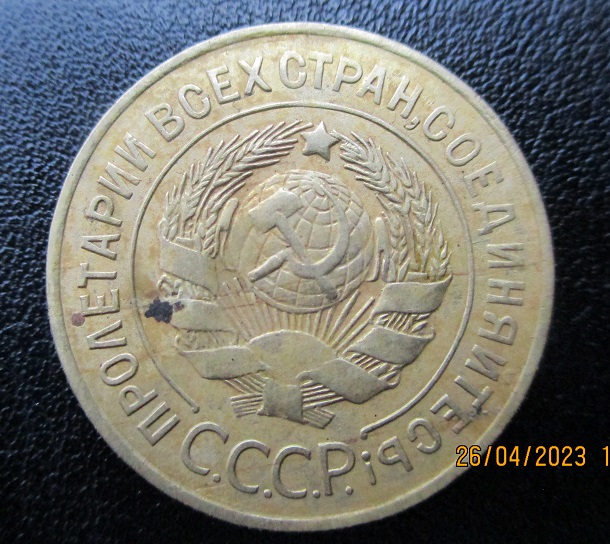 ПРОЛЕТАРИИ ВСЕХ СТРАН, СОЕДИНЯЙТЕСЬ!
С.С.С.Р.
26/04/2023 1